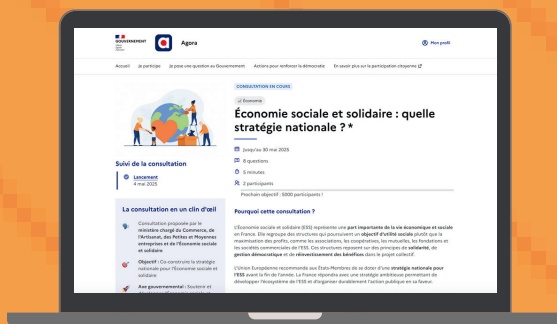 GOUVERNEMENT
Agora
Mon profil
Accueil
Je participe
Je pose une question au Gouvernement
Actions pour renforcer la démocratie
En savoir plus sur la participation citoyenne
CONSULTATION EN COURS
Économie
Économie sociale et solidaire : quelle
stratégie nationale ? *
Jusqu'au 30 mai 2025
6 questions
5 minutes
2 participants
Prochain objectif : 5000 participants !
Suivi de la consultation
Lancement
4 mai 2025
La consultation en un clin d'œil
Consultation proposée par le
ministère chargé du Commerce, de
l'Artisanat, des Petites et Moyennes
entreprises et de l'Économie sociale
et solidaire
Objectif : Co-construire la stratégie
nationale pour l'Économie sociale et
solidaire
Axe gouvernemental : Soutenir et
Pourquoi cette consultation ?
L'Économie sociale et solidaire (ESS) représente une part importante de la vie économique et sociale
en France. Elle regroupe des structures qui poursuivent un objectif d'utilité sociale plutôt que la
maximisation des profits, comme les associations, les coopératives, les mutuelles, les fondations et
les sociétés commerciales de l'ESS. Ces structures reposent sur des principes de solidarité, de
gestion démocratique et de réinvestissement des bénéfices dans le projet collectif.
L'Union Européenne recommande aux États-Membres de se doter d'une stratégie nationale pour
l'ESS avant la fin de l'année. La France répondra avec une stratégie ambitieuse permettant de
développer l'écosystème de l'ESS et d'organiser durablement l'action publique en sa faveur.